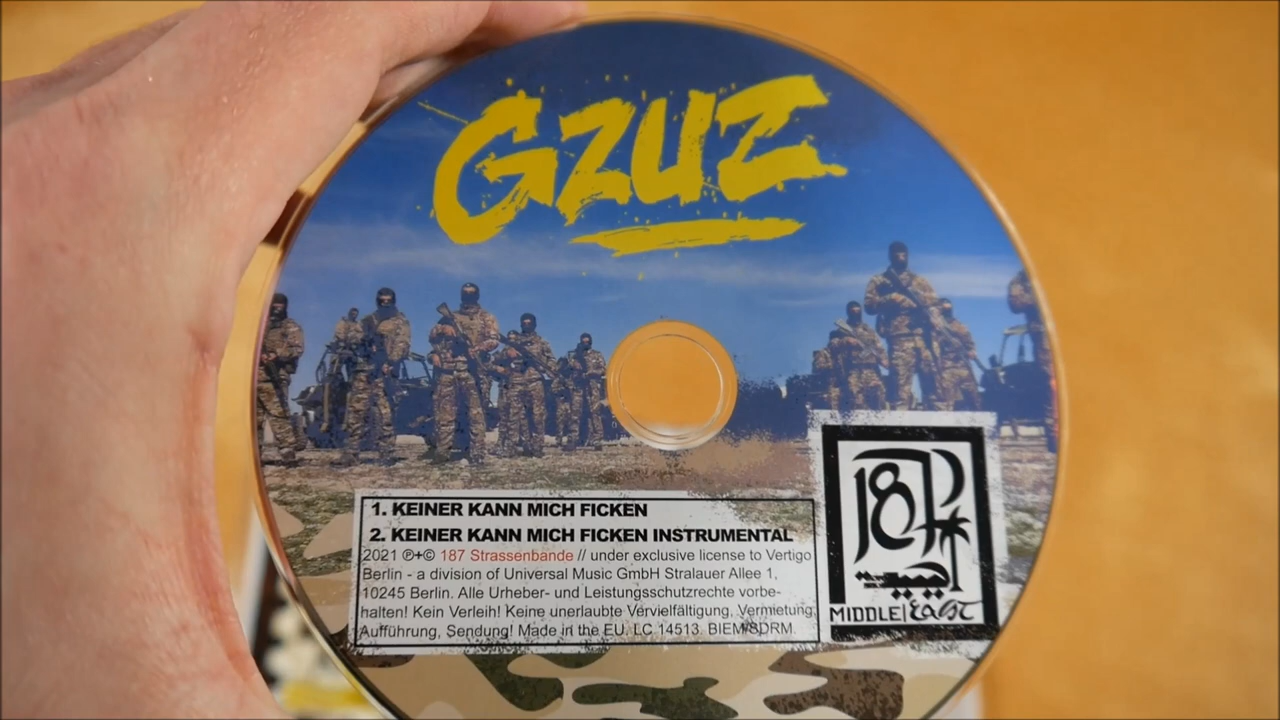 GZUZ
1. KEINER KANN MICH FICKEN
2. KEINER KANN MICH FICKEN INSTRUMENTAL
2021 ℗+© 187 Strassenbande // under exclusive license to Vertigo
Berlin - a division of Universal Music GmbH Stralauer Allee 1,
10245 Berlin. Alle Urheber- und Leistungsschutzrechte vorbe-
halten! Kein Verleih! Keine unerlaubte Vervielfältigung, Vermietung,
Aufführung, Sendung! Made in the EU. LC 14513. BIEM/SDRM
187
MIDDLE|East